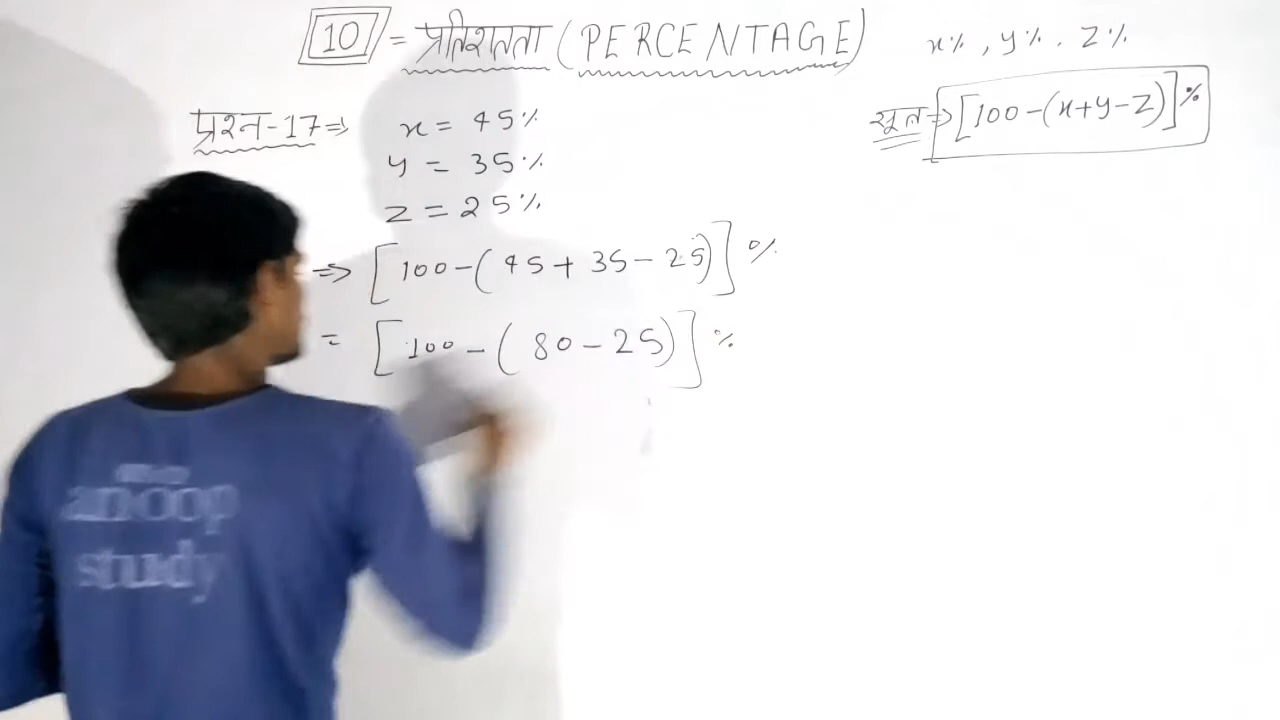 10 = प्रतिशतता (PERCENTAGE)
x%, y%. Z%
सूत्र ⇒ [100-(x+y-Z)]%
प्रश्न-17 ⇒ x = 45%
y = 35%
Z = 25%
⇒ [100-(45+35-25)]%
= [100-(80-25)]%
anoop
study